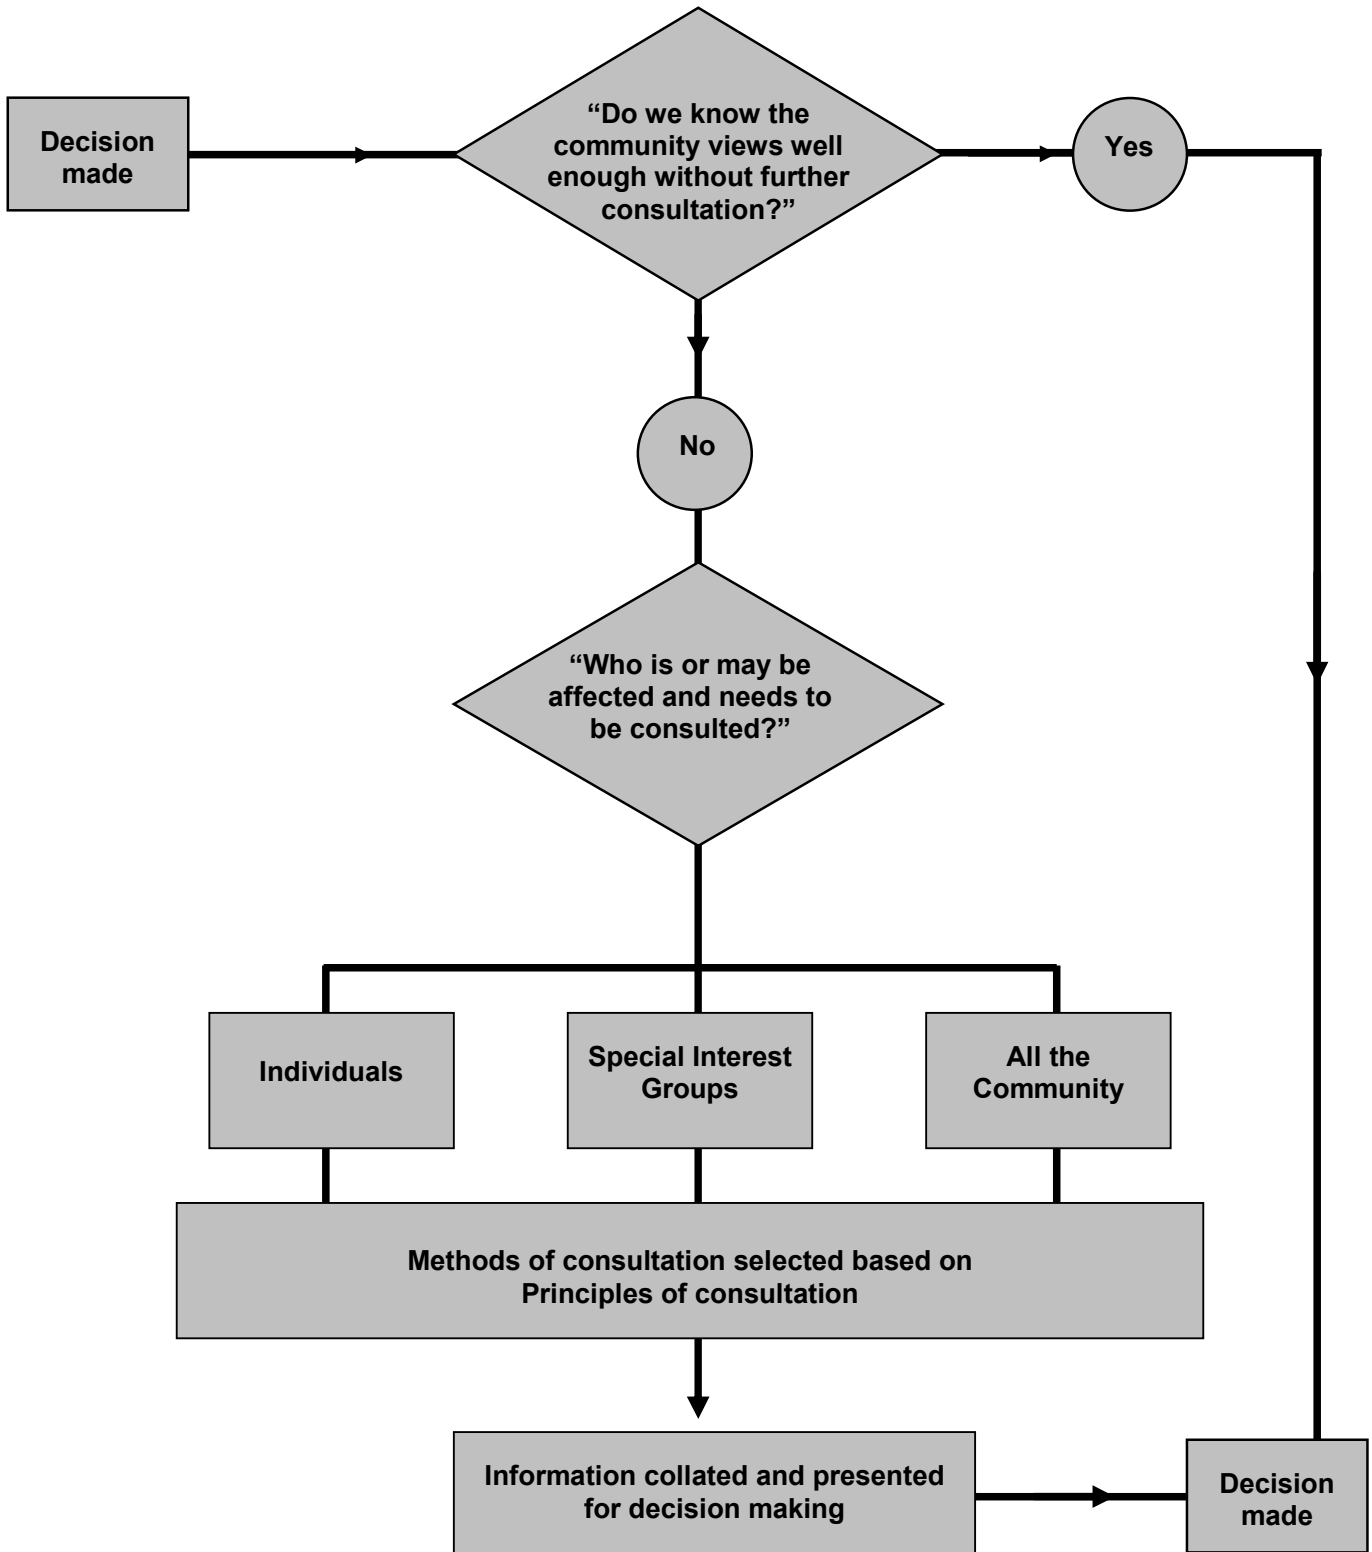 Decision
made
“Do we know the
community views well
enough without further
consultation?”
Yes
No
“Who is or may be
affected and needs to
be consulted?”
Individuals
Special Interest
Groups
All the
Community
Methods of consultation selected based on
Principles of consultation
Information collated and presented
for decision making
Decision
made